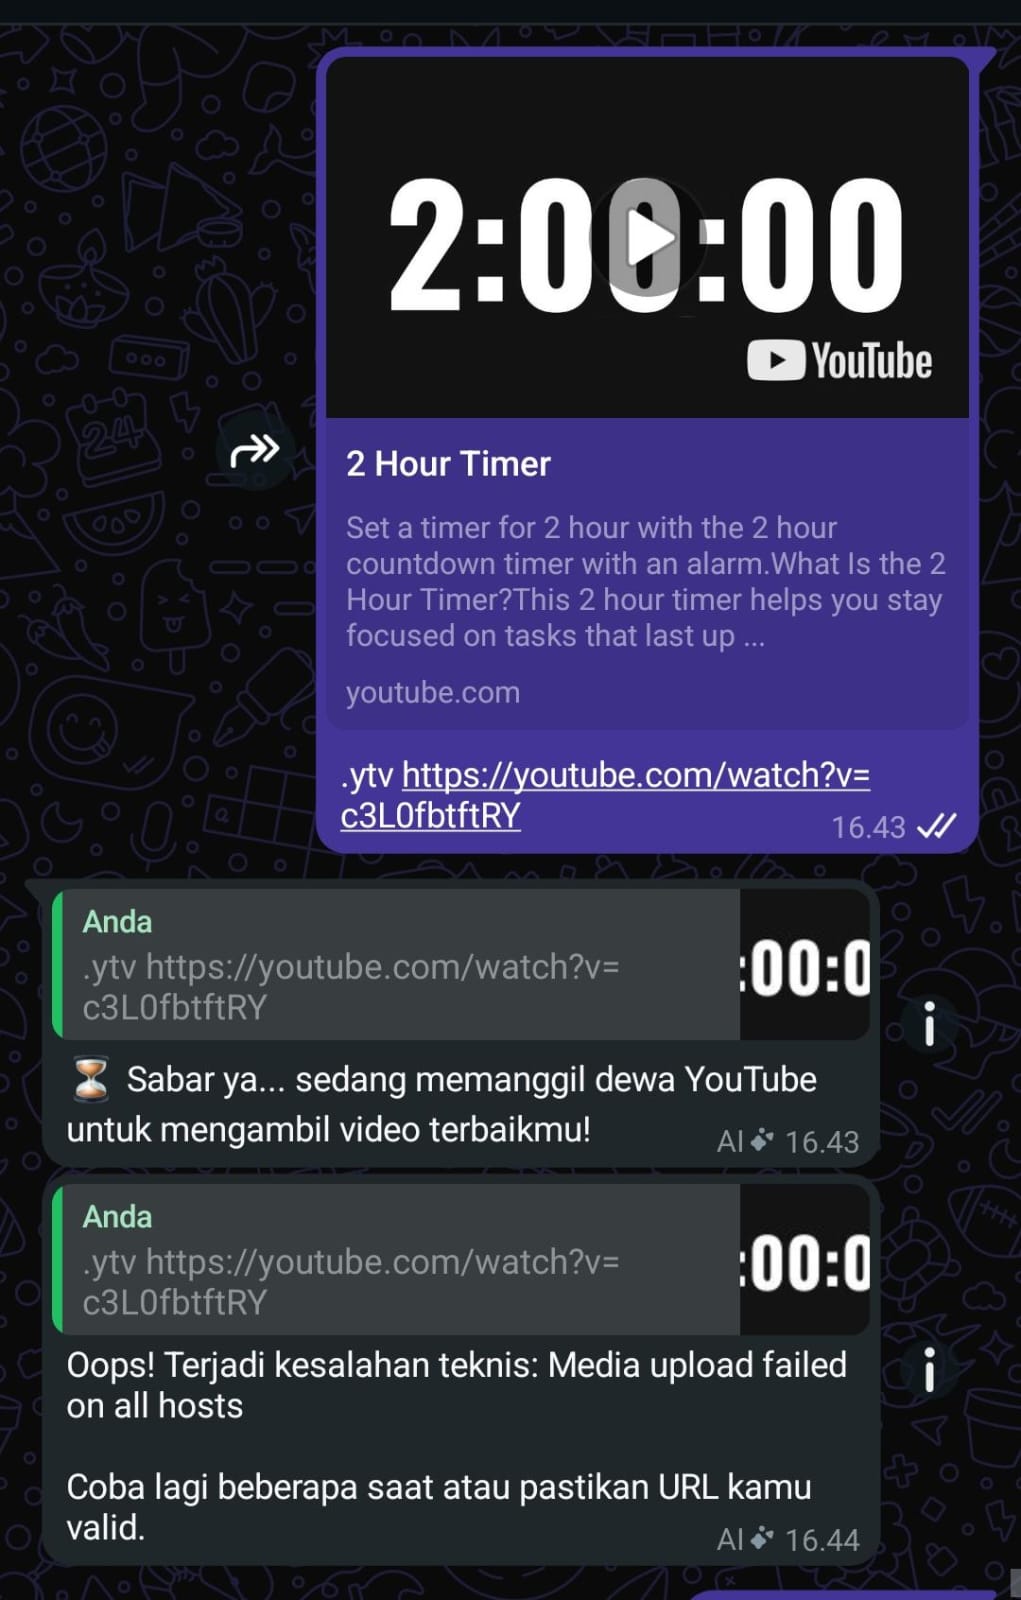 2:00:00
YouTube
2 Hour Timer
Set a timer for 2 hour with the 2 hour
countdown timer with an alarm.What Is the 2
Hour Timer?This 2 hour timer helps you stay
focused on tasks that last up ...
youtube.com
.ytv https://youtube.com/watch?v=
c3L0fbtftRY
16.43
Anda
.ytv https://youtube.com/watch?v=
c3L0fbtftRY
:00:0
⏳ Sabar ya... sedang memanggil dewa YouTube
untuk mengambil video terbaikmu!
AI 16.43
Anda
.ytv https://youtube.com/watch?v=
c3L0fbtftRY
:00:0
Oops! Terjadi kesalahan teknis: Media upload failed
on all hosts
Coba lagi beberapa saat atau pastikan URL kamu
valid.
AI 16.44
24